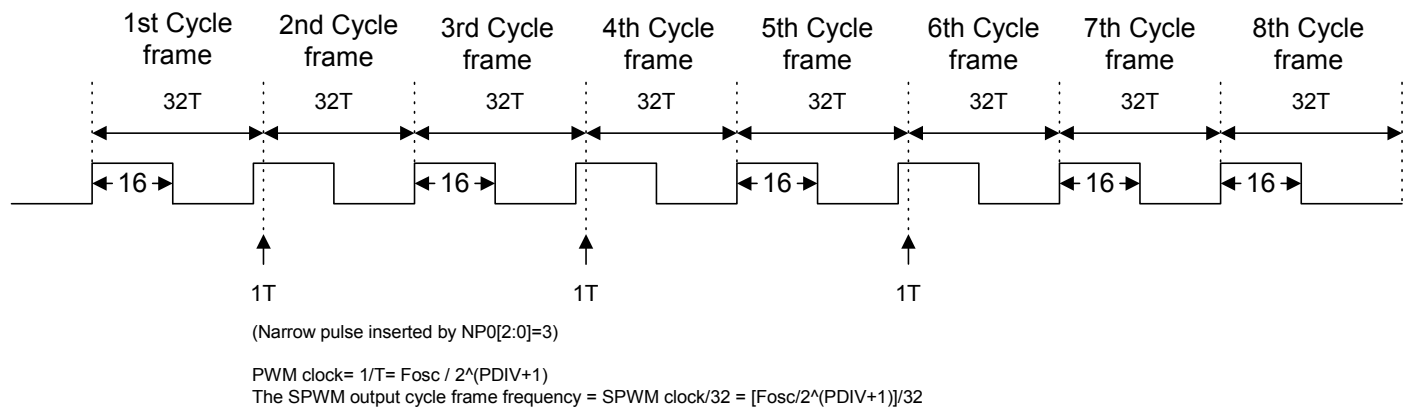 1st Cycle frame
2nd Cycle frame
3rd Cycle frame
4th Cycle frame
5th Cycle frame
6th Cycle frame
7th Cycle frame
8th Cycle frame
32T 32T 32T 32T 32T 32T 32T 32T
16 16 16 16 16
1T 1T 1T
(Narrow pulse inserted by NP0[2:0]=3)
PWM clock= 1/T= Fosc / 2^(PDIV+1)
The SPWM output cycle frame frequency = SPWM clock/32 = [Fosc/2^(PDIV+1)]/32